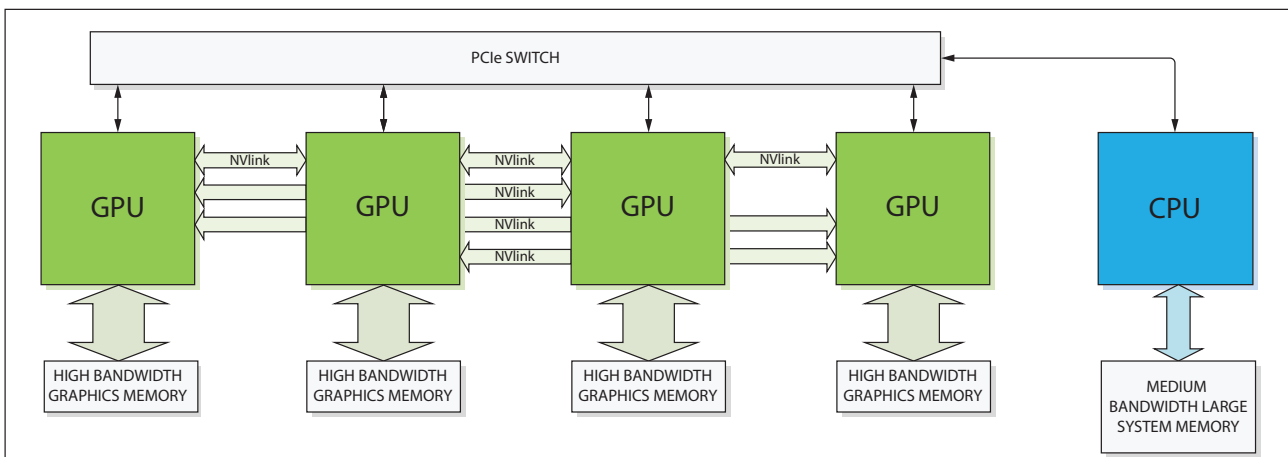 PCIe SWITCH
NVlink
NVlink
NVlink
NVlink
NVlink
NVlink
GPU
GPU
GPU
GPU
CPU
HIGH BANDWIDTH
GRAPHICS MEMORY
HIGH BANDWIDTH
GRAPHICS MEMORY
HIGH BANDWIDTH
GRAPHICS MEMORY
HIGH BANDWIDTH
GRAPHICS MEMORY
MEDIUM
BANDWIDTH LARGE
SYSTEM MEMORY